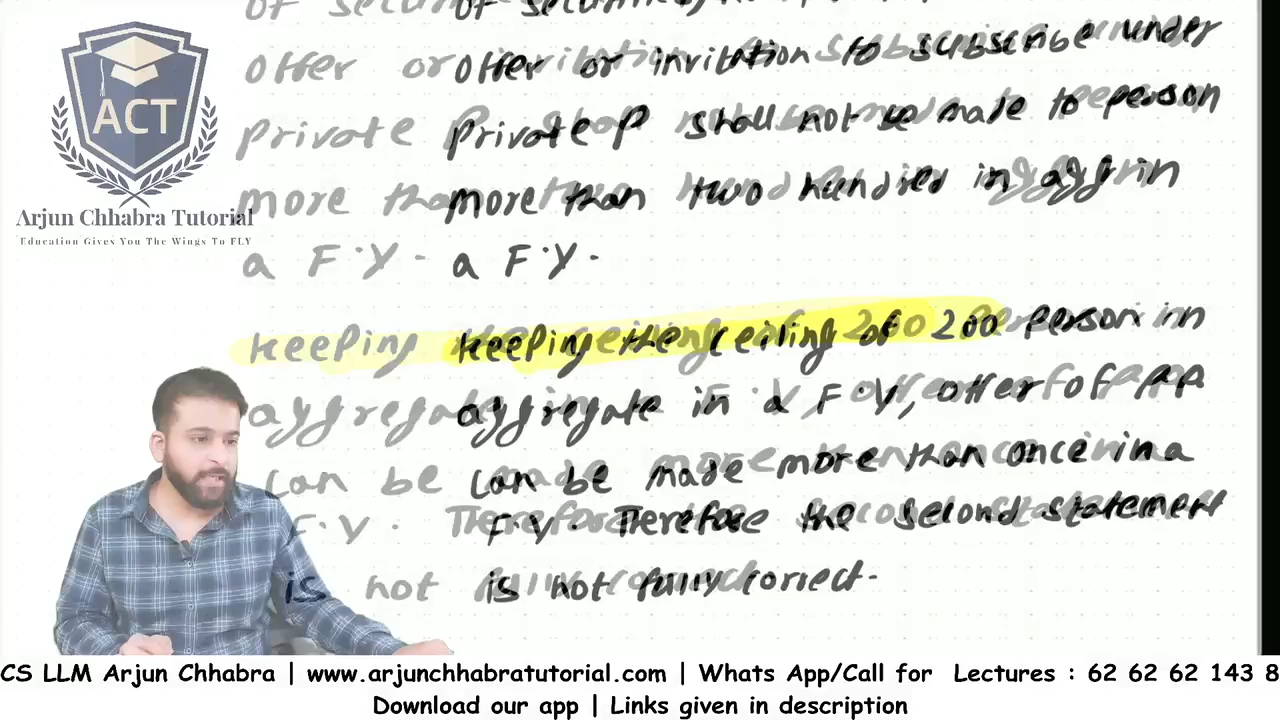 of securities
offer or invitation to subscribe under
Private P shall not be made to person
more than two hundred in aggr in
a F.Y.
keeping the ceiling of 200 person in
aggregate in a F.Y, offer of PP
can be made more than once in a
F.Y. Therefore the second statement
is not fully correct.
ACT
Arjun Chhabra Tutorial
Education Gives You The Wings To FLY
CS LLM Arjun Chhabra | www.arjunchhabratutorial.com | Whats App/Call for Lectures : 62 62 62 143 8
Download our app | Links given in description